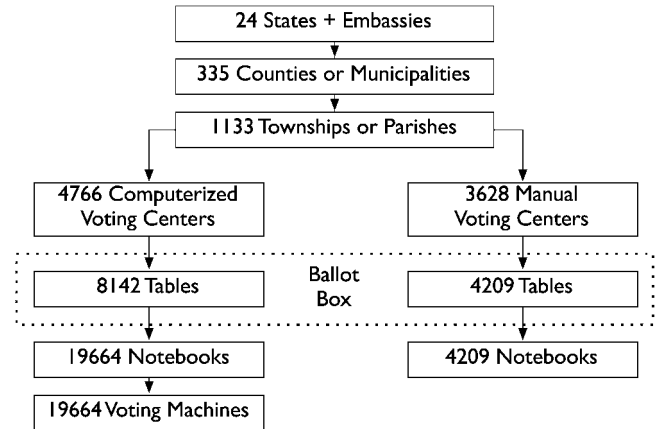 24 States + Embassies
335 Counties or Municipalities
1133 Townships or Parishes
4766 Computerized
Voting Centers
3628 Manual
Voting Centers
8142 Tables
Ballot
Box
4209 Tables
19664 Notebooks
4209 Notebooks
19664 Voting Machines